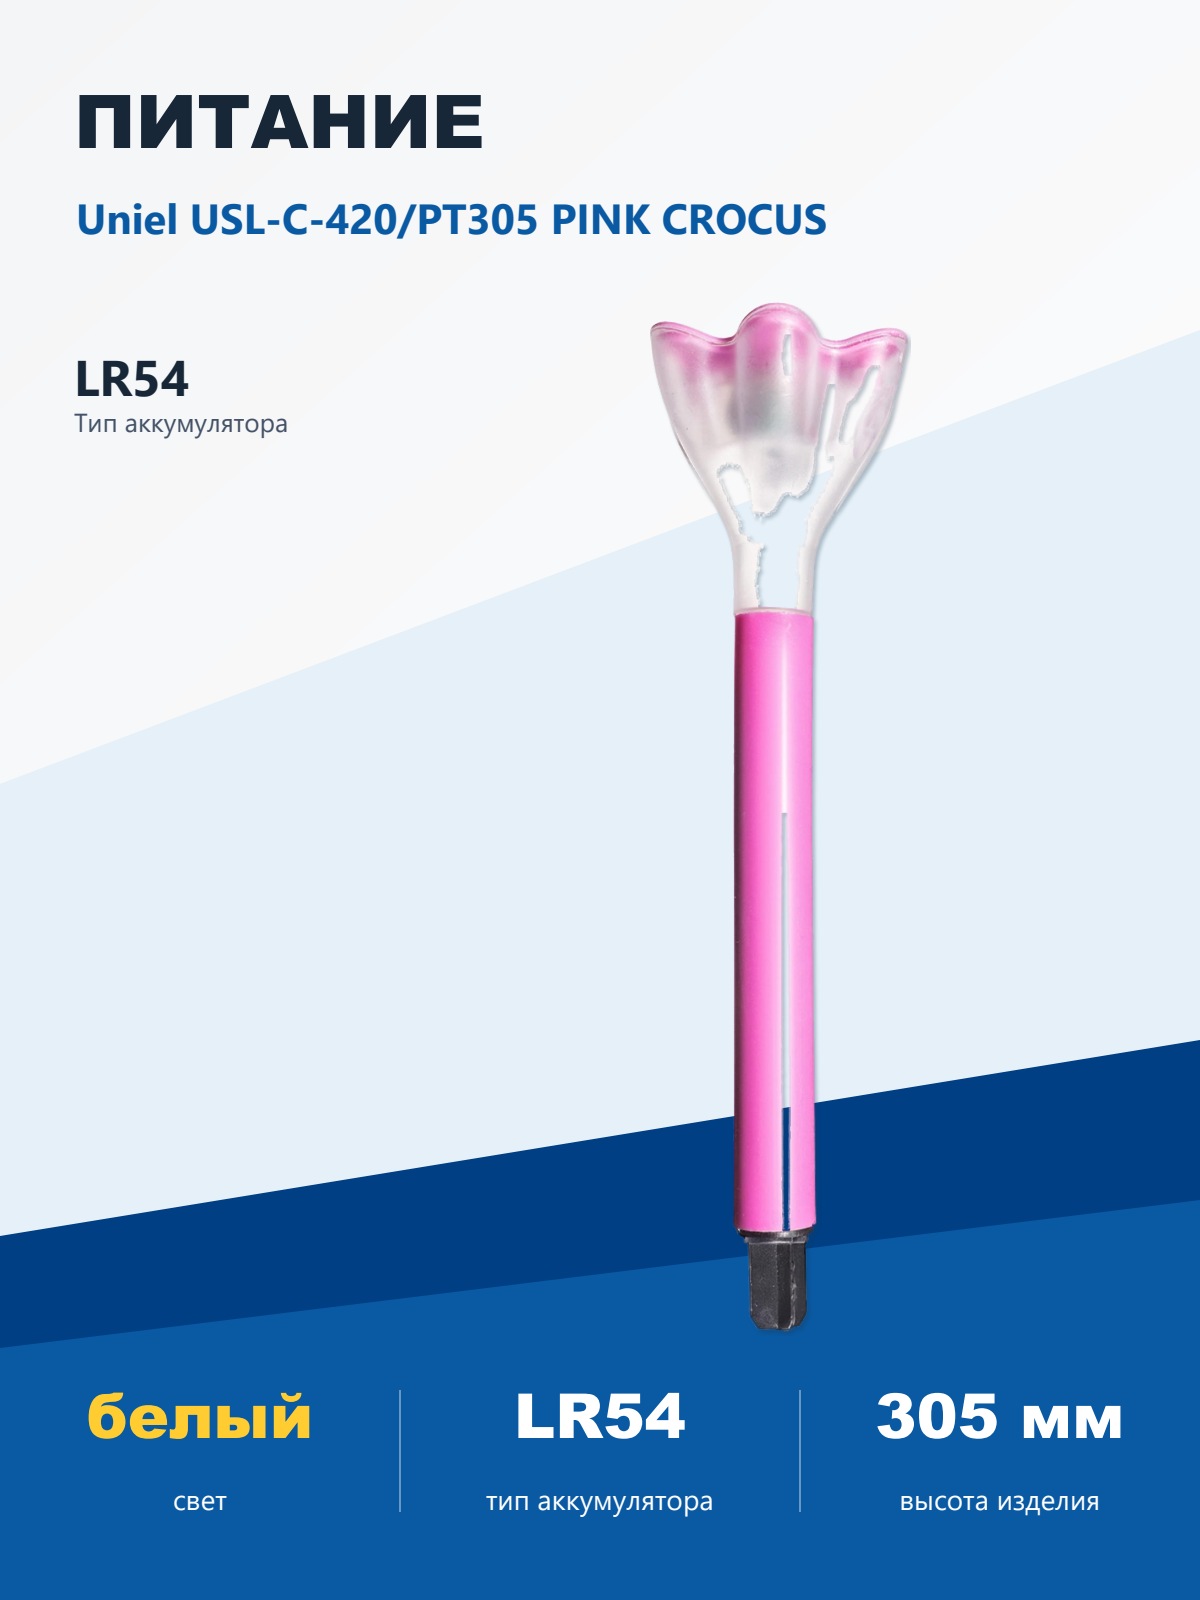 ПИТАНИЕ
Uniel USL-C-420/PT305 PINK CROCUS
LR54
Тип аккумулятора
белый
свет
LR54
тип аккумулятора
305 мм
высота изделия